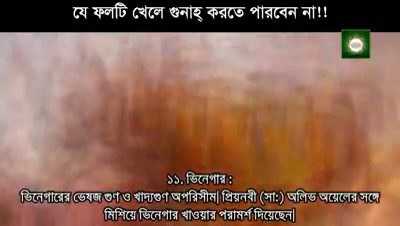 যে ফলটি খেলে গুনাহ্ করতে পারবেন না!!
১১. ভিনেগার :
ভিনেগারের ভেষজ গুণ ও খাদ্যগুণ অপরিসীম| প্রিয়নবী (সা:) অলিভ অয়েলের সঙ্গে
মিশিয়ে ভিনেগার খাওয়ার পরামর্শ দিয়েছেন|